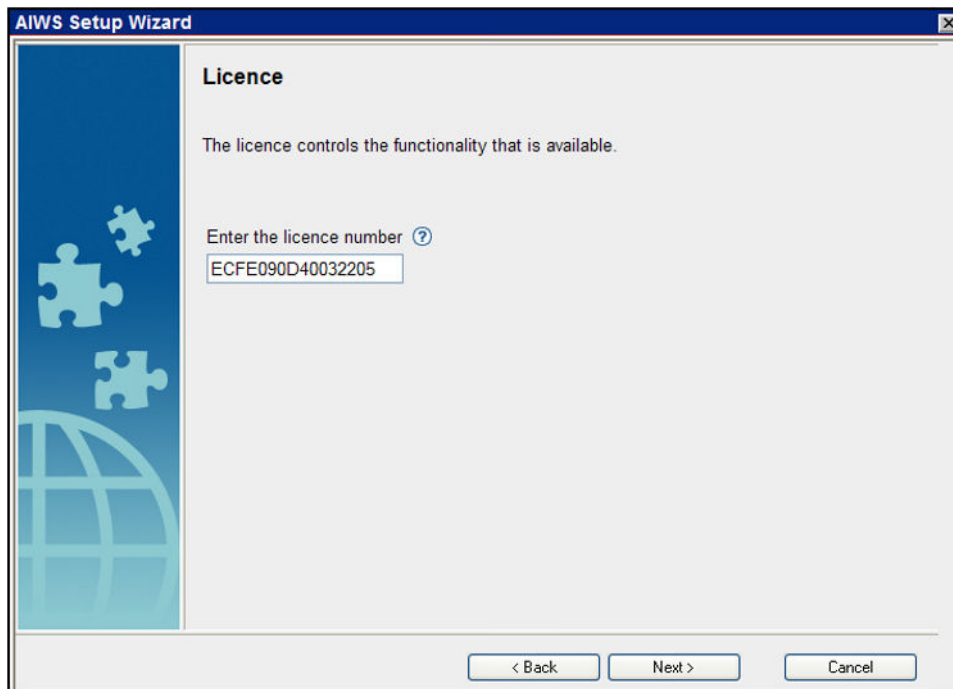 AIWS Setup Wizard
Licence
The licence controls the functionality that is available.
Enter the licence number ?
ECFE090D40032205
< Back Next > Cancel